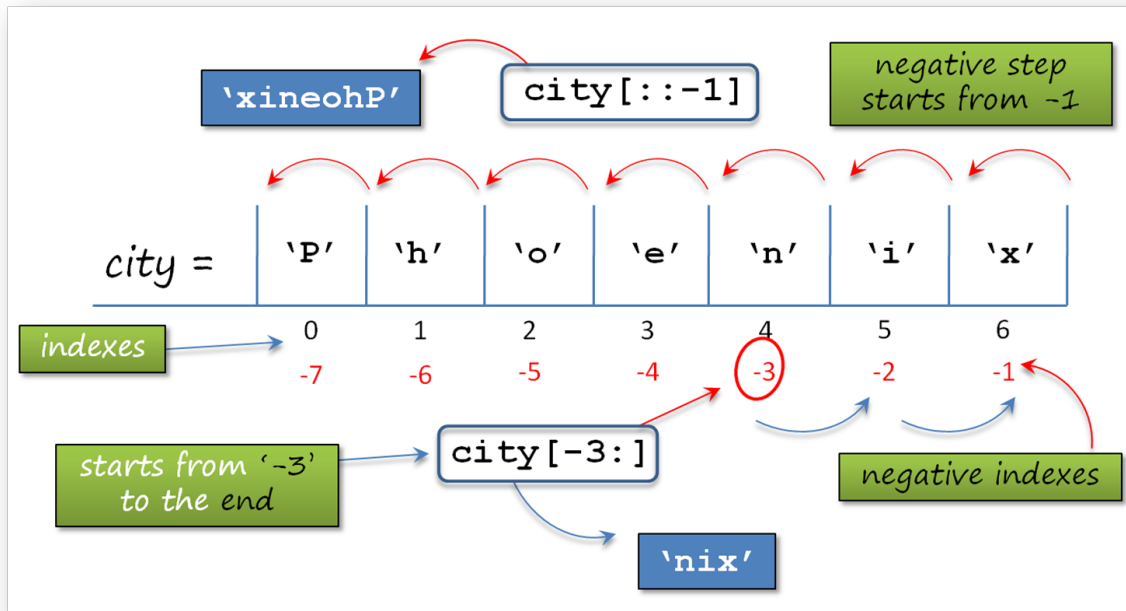 ‘xineohP’
city[::-1]
negative step
starts from -1
city =
‘P’ ‘h’ ‘o’ ‘e’ ‘n’ ‘i’ ‘x’
indexes
0 1 2 3 4 5 6
-7 -6 -5 -4 -3 -2 -1
starts from ‘-3’
to the end
city[-3:]
negative indexes
‘nix’